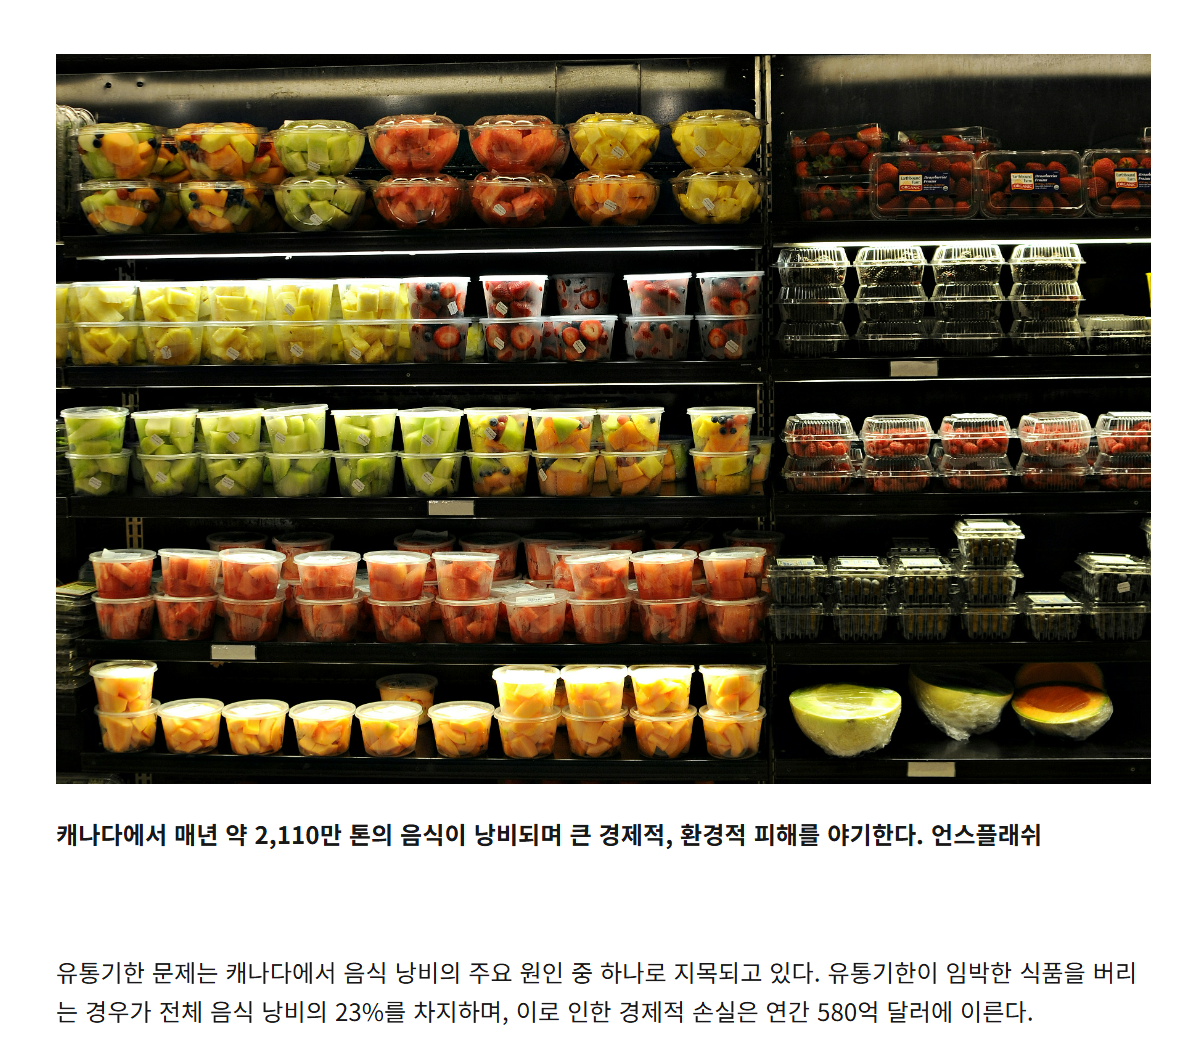 캐나다에서 매년 약 2,110만 톤의 음식이 낭비되며 큰 경제적, 환경적 피해를 야기한다. 언스플래쉬
유통기한 문제는 캐나다에서 음식 낭비의 주요 원인 중 하나로 지목되고 있다. 유통기한이 임박한 식품을 버리
는 경우가 전체 음식 낭비의 23%를 차지하며, 이로 인한 경제적 손실은 연간 580억 달러에 이른다.